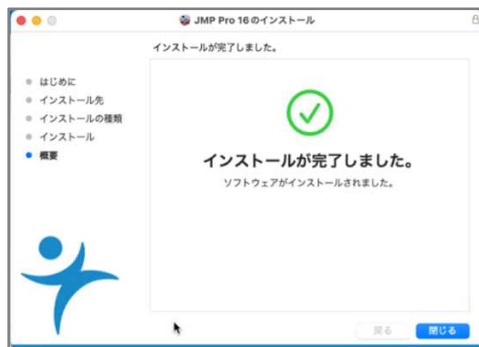 JMP Pro 16 のインストール
インストールが完了しました。
はじめに
インストール先
インストールの種類
インストール
概要
インストールが完了しました。
ソフトウェアがインストールされました。
戻る
閉じる